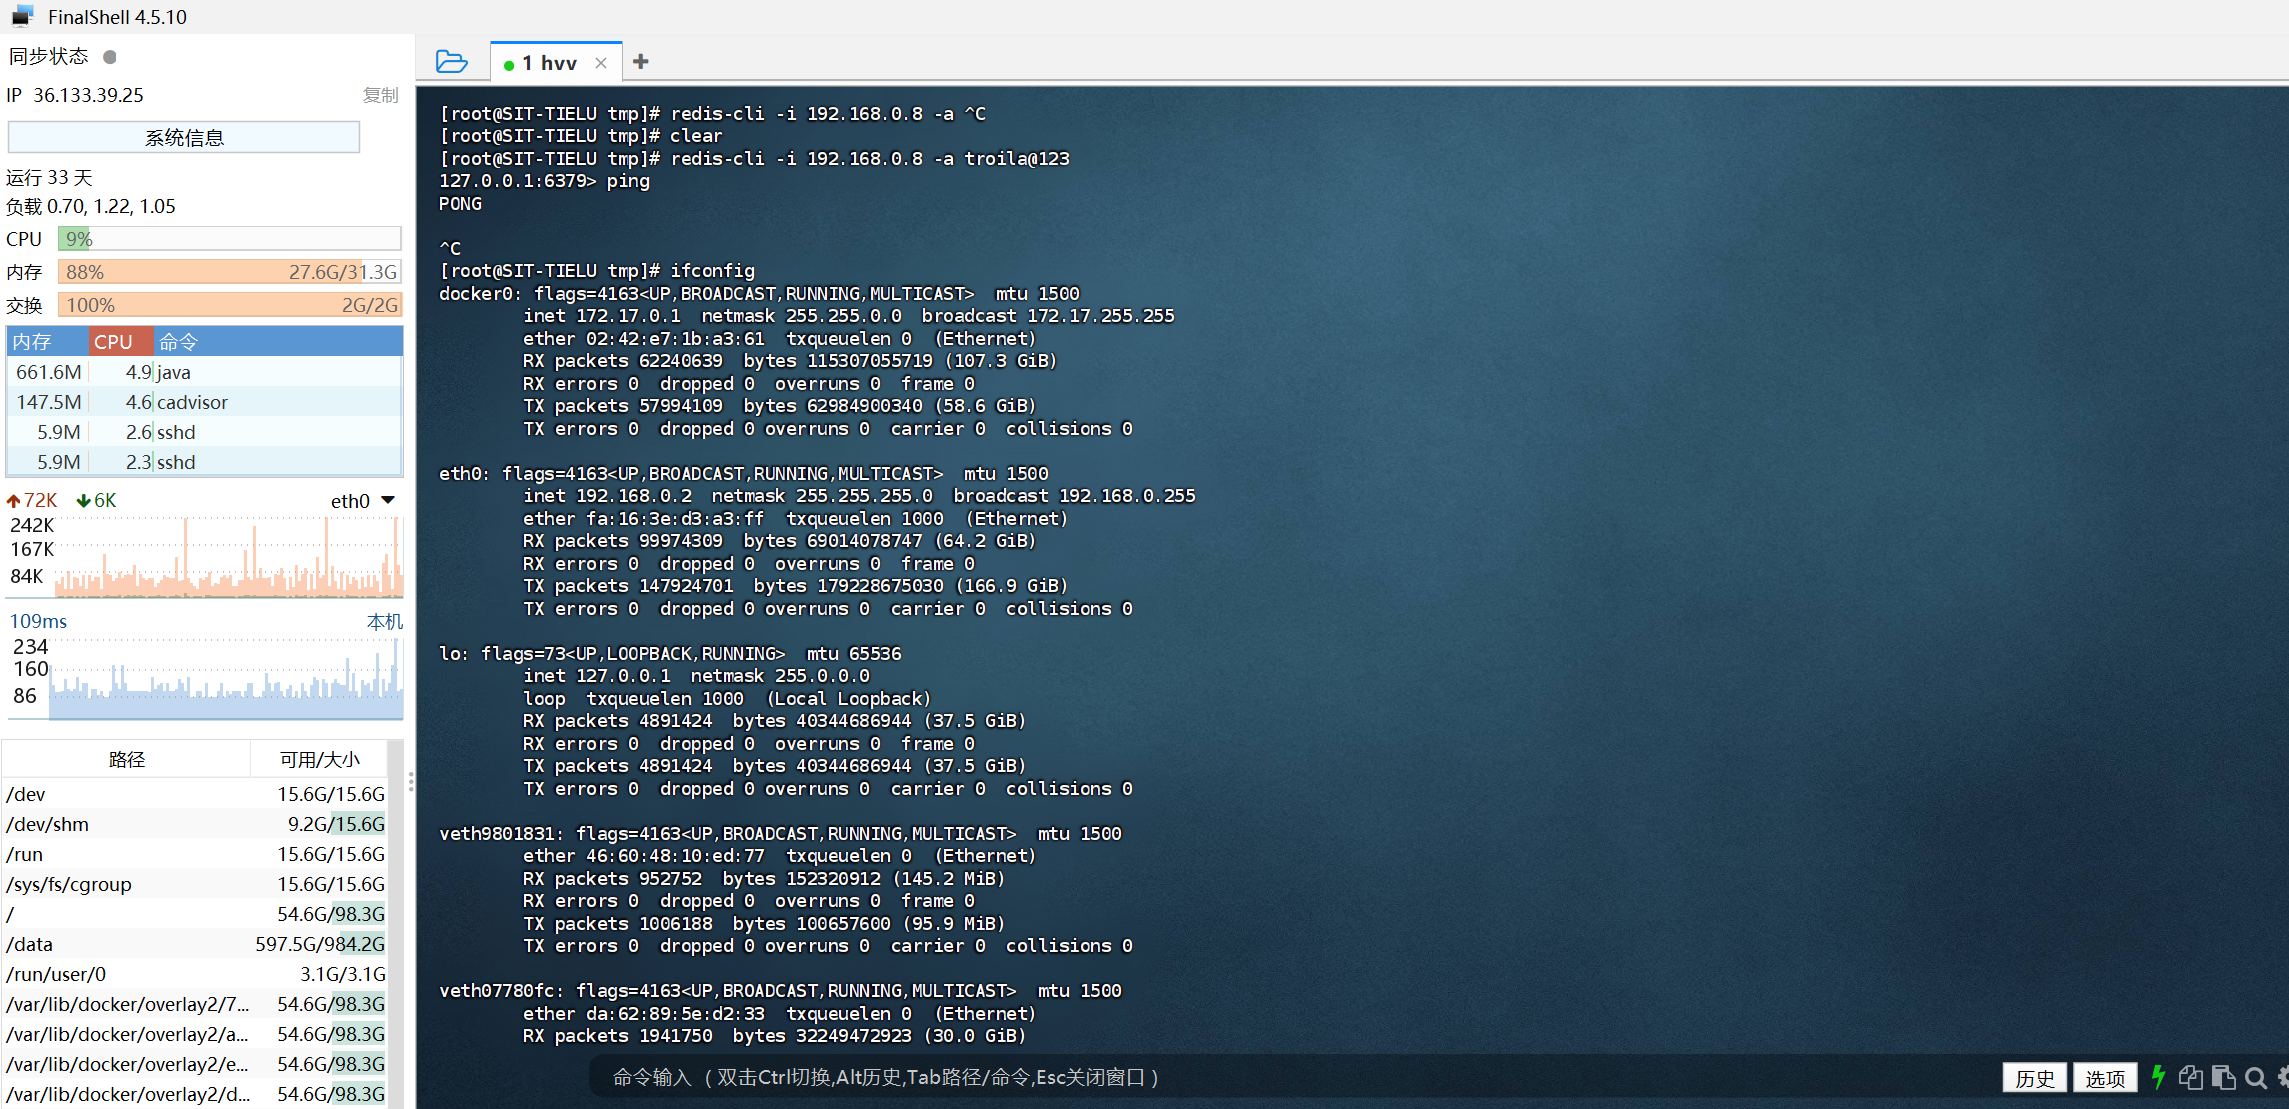 FinalShell 4.5.10
同步状态
IP 36.133.39.25 复制
系统信息
运行 33 天
负载 0.70, 1.22, 1.05
CPU 9%
内存 88% 27.6G/31.3G
交换 100% 2G/2G
内存 CPU 命令
661.6M 4.9 java
147.5M 4.6 cadvisor
5.9M 2.6 sshd
5.9M 2.3 sshd
72K 6K eth0
242K
167K
84K
109ms 本机
234
160
86
路径 可用/大小
/dev 15.6G/15.6G
/dev/shm 9.2G/15.6G
/run 15.6G/15.6G
/sys/fs/cgroup 15.6G/15.6G
/ 54.6G/98.3G
/data 597.5G/984.2G
/run/user/0 3.1G/3.1G
/var/lib/docker/overlay2/7... 54.6G/98.3G
/var/lib/docker/overlay2/a... 54.6G/98.3G
/var/lib/docker/overlay2/e... 54.6G/98.3G
/var/lib/docker/overlay2/d... 54.6G/98.3G
1 hvv × +
[root@SIT-TIELU tmp]# redis-cli -i 192.168.0.8 -a ^C
[root@SIT-TIELU tmp]# clear
[root@SIT-TIELU tmp]# redis-cli -i 192.168.0.8 -a troila@123
127.0.0.1:6379> ping
PONG
^C
[root@SIT-TIELU tmp]# ifconfig
docker0: flags=4163<UP,BROADCAST,RUNNING,MULTICAST>  mtu 1500
inet 172.17.0.1  netmask 255.255.0.0  broadcast 172.17.255.255
ether 02:42:e7:1b:a3:61  txqueuelen 0  (Ethernet)
RX packets 62240639  bytes 115307055719 (107.3 GiB)
RX errors 0  dropped 0  overruns 0  frame 0
TX packets 57994109  bytes 62984900340 (58.6 GiB)
TX errors 0  dropped 0 overruns 0  carrier 0  collisions 0
eth0: flags=4163<UP,BROADCAST,RUNNING,MULTICAST>  mtu 1500
inet 192.168.0.2  netmask 255.255.255.0  broadcast 192.168.0.255
ether fa:16:3e:d3:a3:ff  txqueuelen 1000  (Ethernet)
RX packets 99974309  bytes 69014078747 (64.2 GiB)
RX errors 0  dropped 0  overruns 0  frame 0
TX packets 147924701  bytes 179228675030 (166.9 GiB)
TX errors 0  dropped 0 overruns 0  carrier 0  collisions 0
lo: flags=73<UP,LOOPBACK,RUNNING>  mtu 65536
inet 127.0.0.1  netmask 255.0.0.0
loop  txqueuelen 1000  (Local Loopback)
RX packets 4891424  bytes 40344686944 (37.5 GiB)
RX errors 0  dropped 0  overruns 0  frame 0
TX packets 4891424  bytes 40344686944 (37.5 GiB)
TX errors 0  dropped 0 overruns 0  carrier 0  collisions 0
veth9801831: flags=4163<UP,BROADCAST,RUNNING,MULTICAST>  mtu 1500
ether 46:60:48:10:ed:77  txqueuelen 0  (Ethernet)
RX packets 952752  bytes 152320912 (145.2 MiB)
RX errors 0  dropped 0  overruns 0  frame 0
TX packets 1006188  bytes 100657600 (95.9 MiB)
TX errors 0  dropped 0 overruns 0  carrier 0  collisions 0
veth07780fc: flags=4163<UP,BROADCAST,RUNNING,MULTICAST>  mtu 1500
ether da:62:89:5e:d2:33  txqueuelen 0  (Ethernet)
RX packets 1941750  bytes 32249472923 (30.0 GiB)
命令输入 (双击Ctrl切换,Alt历史,Tab路径/命令,Esc关闭窗口)
历史 选项